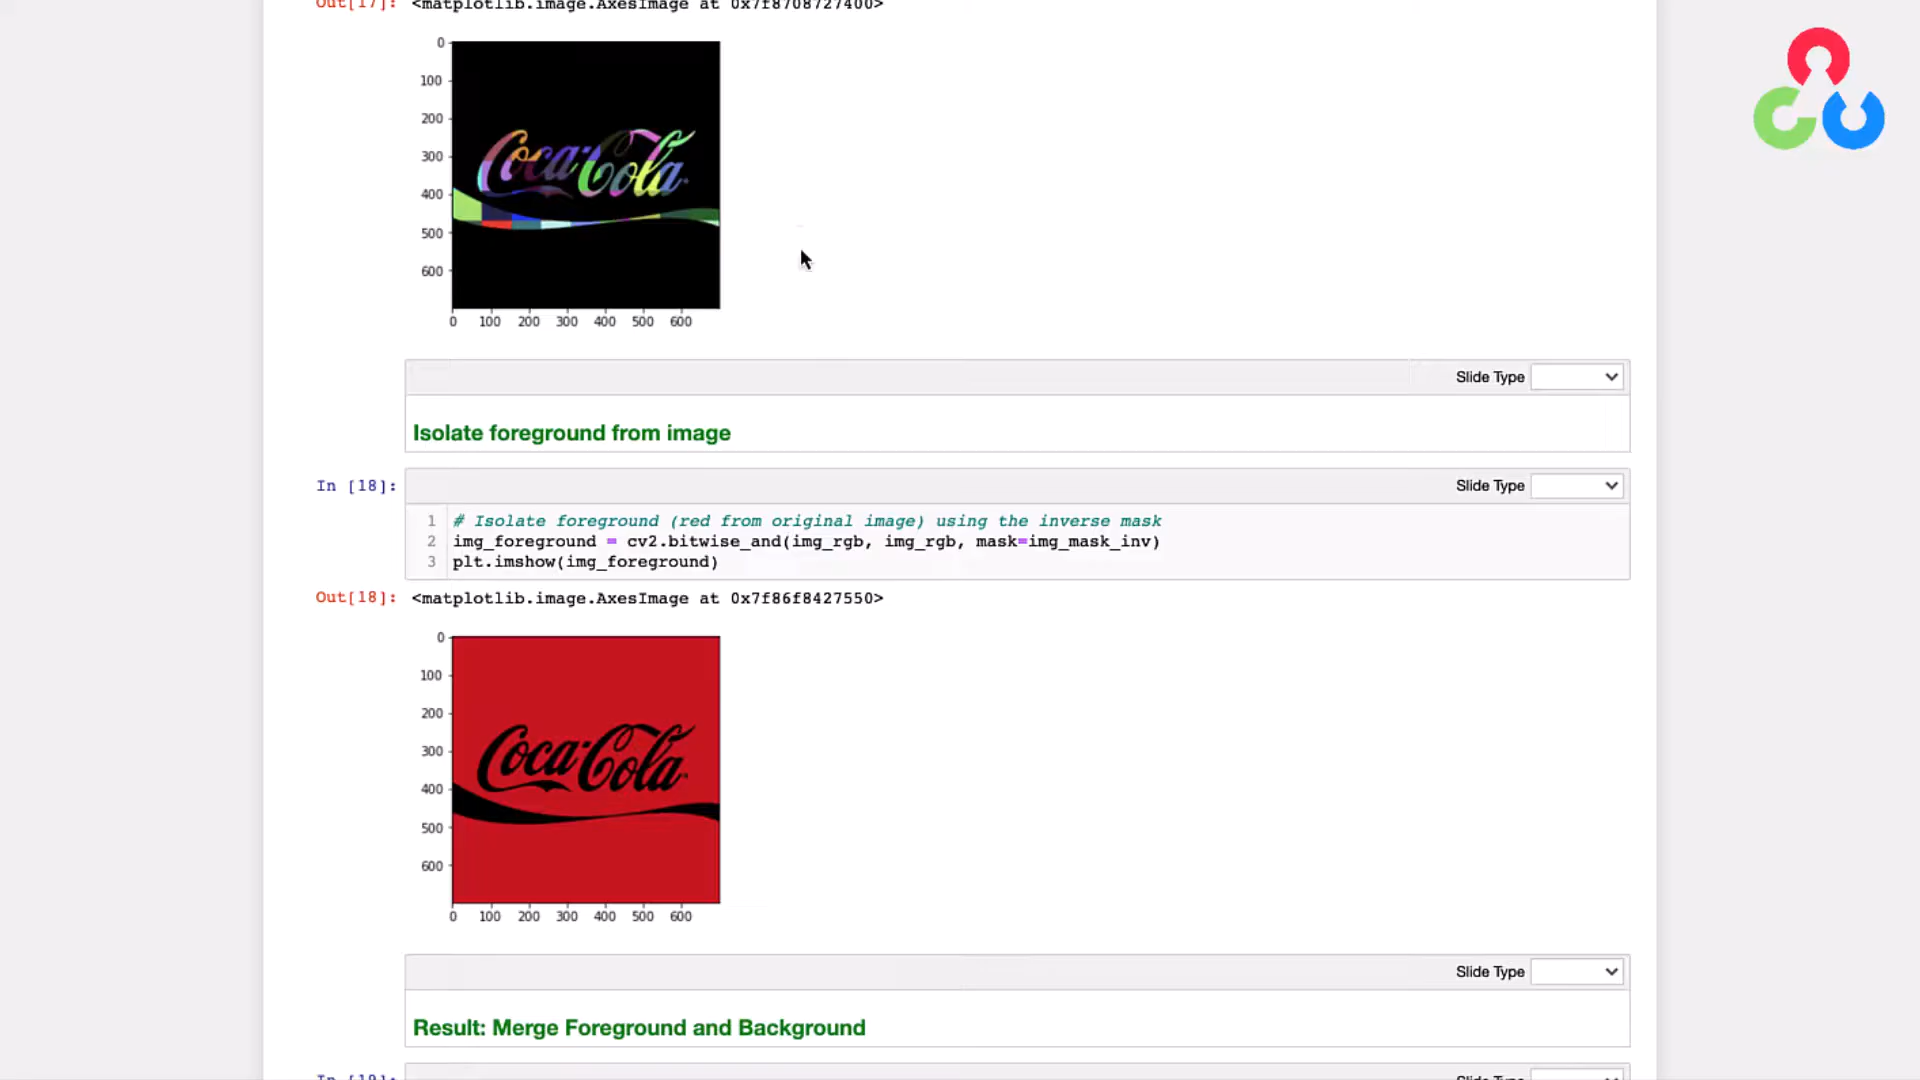 Out[17]: <matplotlib.image.AxesImage at 0x7f8708727400>
0
100
200
300
400
500
600
Coca-Cola
0 100 200 300 400 500 600
Slide Type
Isolate foreground from image
In [18]:
Slide Type
1 # Isolate foreground (red from original image) using the inverse mask
2 img_foreground = cv2.bitwise_and(img_rgb, img_rgb, mask=img_mask_inv)
3 plt.imshow(img_foreground)
Out[18]: <matplotlib.image.AxesImage at 0x7f86f8427550>
0
100
200
300
400
500
600
Coca-Cola
0 100 200 300 400 500 600
Slide Type
Result: Merge Foreground and Background
In [19]:
Slide Type